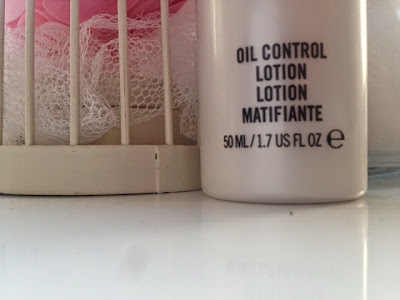 OIL CONTROL
LOTION
LOTION
MATIFIANTE
50 ML / 1.7 US FL OZ ℮